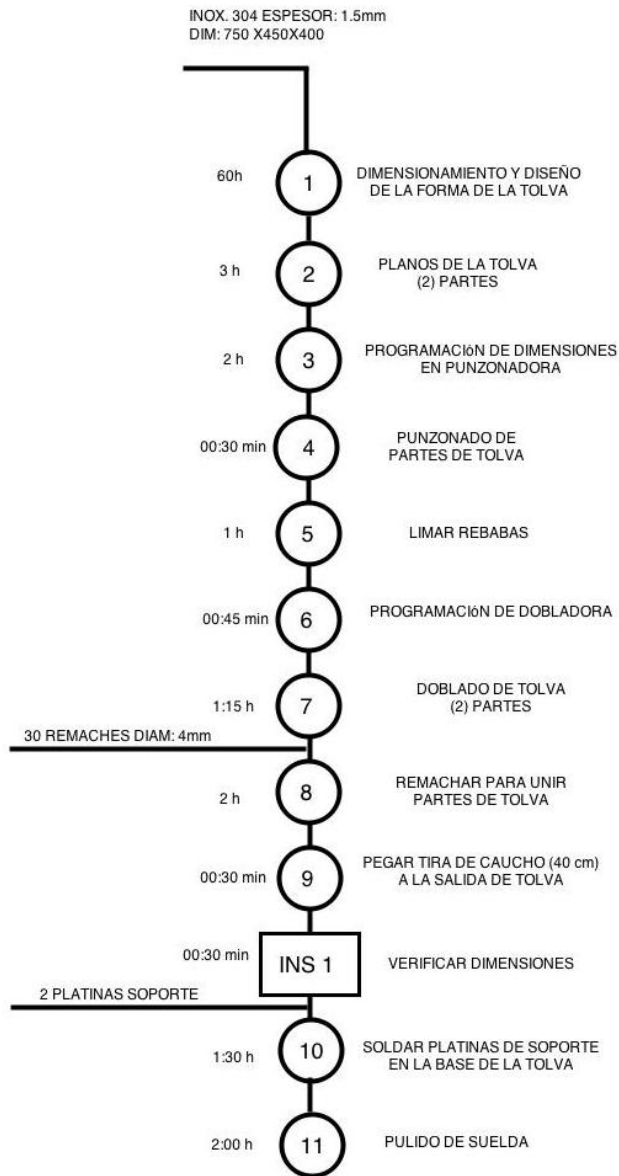 INOX. 304 ESPESOR: 1.5mm
DIM: 750 X450X400
60h
1
DIMENSIONAMIENTO Y DISEÑO
DE LA FORMA DE LA TOLVA
3 h
2
PLANOS DE LA TOLVA
(2) PARTES
2 h
3
PROGRAMACIóN DE DIMENSIONES
EN PUNZONADORA
00:30 min
4
PUNZONADO DE
PARTES DE TOLVA
1 h
5
LIMAR REBABAS
00:45 min
6
PROGRAMACIóN DE DOBLADORA
1:15 h
7
DOBLADO DE TOLVA
(2) PARTES
30 REMACHES DIAM: 4mm
2 h
8
REMACHAR PARA UNIR
PARTES DE TOLVA
00:30 min
9
PEGAR TIRA DE CAUCHO (40 cm)
A LA SALIDA DE TOLVA
00:30 min
INS 1
VERIFICAR DIMENSIONES
2 PLATINAS SOPORTE
1:30 h
10
SOLDAR PLATINAS DE SOPORTE
EN LA BASE DE LA TOLVA
2:00 h
11
PULIDO DE SUELDA